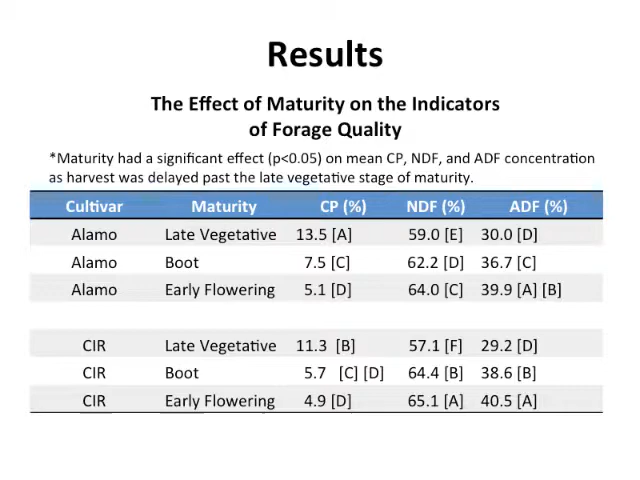 Results
The Effect of Maturity on the Indicators
of Forage Quality
*Maturity had a significant effect (p<0.05) on mean CP, NDF, and ADF concentration
as harvest was delayed past the late vegetative stage of maturity.
Cultivar Maturity CP (%) NDF (%) ADF (%)
Alamo Late Vegetative 13.5 [A] 59.0 [E] 30.0 [D]
Alamo Boot 7.5 [C] 62.2 [D] 36.7 [C]
Alamo Early Flowering 5.1 [D] 64.0 [C] 39.9 [A] [B]
CIR Late Vegetative 11.3 [B] 57.1 [F] 29.2 [D]
CIR Boot 5.7 [C] [D] 64.4 [B] 38.6 [B]
CIR Early Flowering 4.9 [D] 65.1 [A] 40.5 [A]